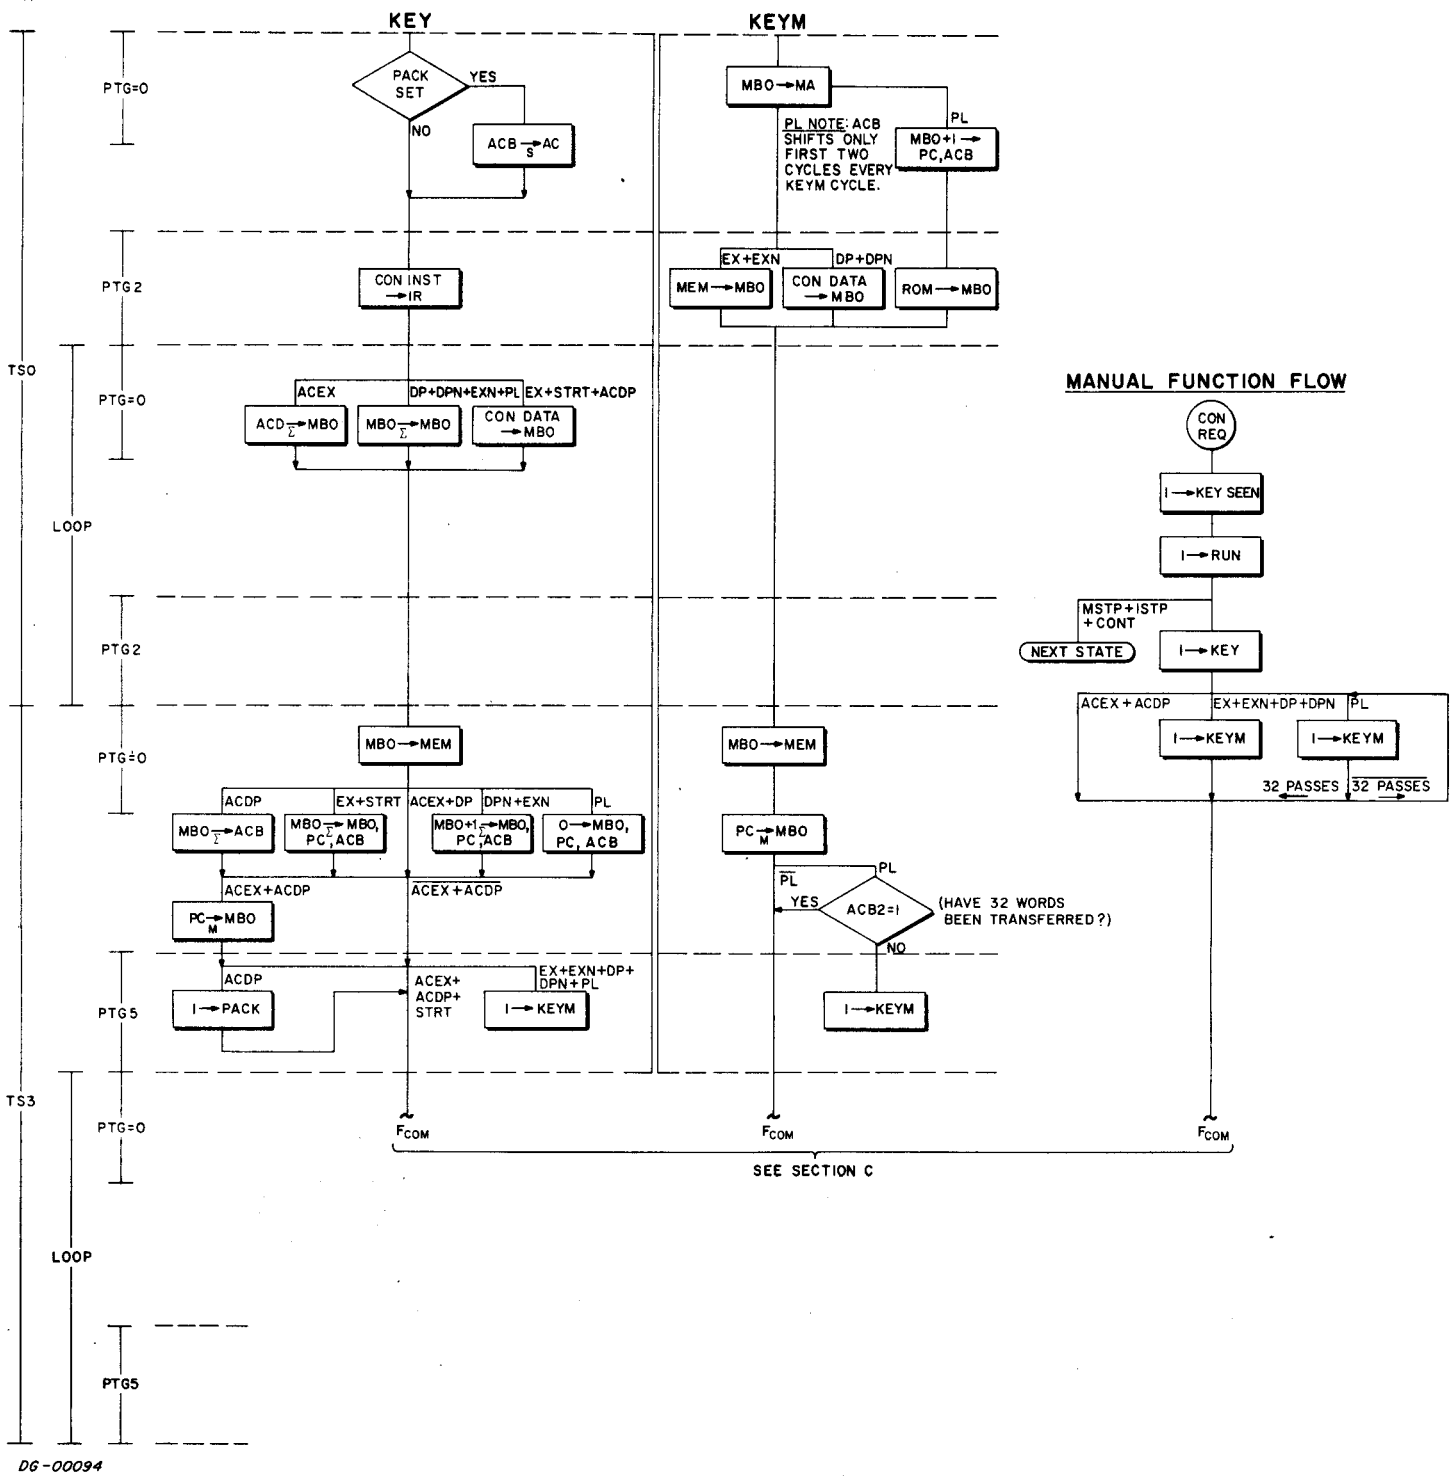 KEY
KEYM
PTG=0
PACK
SET
YES
NO
ACB → AC
S
MBO → MA
PL NOTE: ACB
SHIFTS ONLY
FIRST TWO
CYCLES EVERY
KEYM CYCLE.
PL
MBO+1 →
PC, ACB
PTG2
CON INST
→ IR
EX+EXN
DP+DPN
MEM → MBO
CON DATA
→ MBO
ROM → MBO
TS0
LOOP
PTG=0
ACEX
DP+DPN+EXN+PL
EX+STRT+ACDP
ACD → MBO
Σ
MBO → MBO
Σ
CON DATA
→ MBO
PTG2
MANUAL FUNCTION FLOW
CON
REQ
1 → KEY SEEN
1 → RUN
MSTP+ISTP
+CONT
NEXT STATE
1 → KEY
ACEX+ACDP
EX+EXN+DP+DPN
PL
1 → KEYM
1 → KEYM
32 PASSES
32 PASSES
PTG=0
MBO → MEM
MBO → MEM
ACDP
EX+STRT
ACEX+DP
DPN+EXN
PL
MBO → ACB
Σ
MBO → MBO,
Σ
PC, ACB
MBO+1 → MBO,
Σ
PC, ACB
0 → MBO,
PC, ACB
PC → MBO
M
ACEX+ACDP
ACEX+ACDP
PC → MBO
M
PL
PL
YES
ACB2=1
NO
(HAVE 32 WORDS
BEEN TRANSFERRED?)
PTG5
ACDP
1 → PACK
ACEX+
ACDP+
STRT
EX+EXN+DP+
DPN+PL
1 → KEYM
1 → KEYM
TS3
PTG=0
FCOM
FCOM
FCOM
SEE SECTION C
LOOP
PTG5
DG-00094